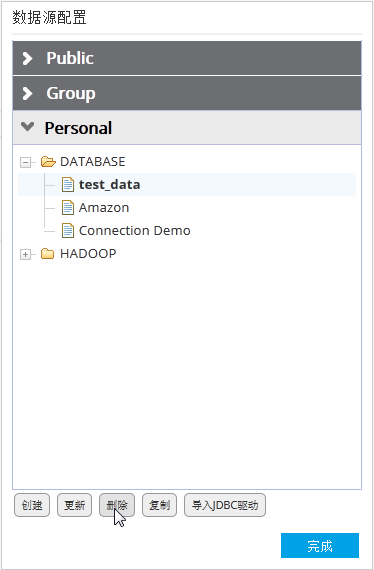 数据源配置
Public
Group
Personal
DATABASE
test_data
Amazon
Connection Demo
HADOOP
创建 更新 删除 复制 导入JDBC驱动
完成